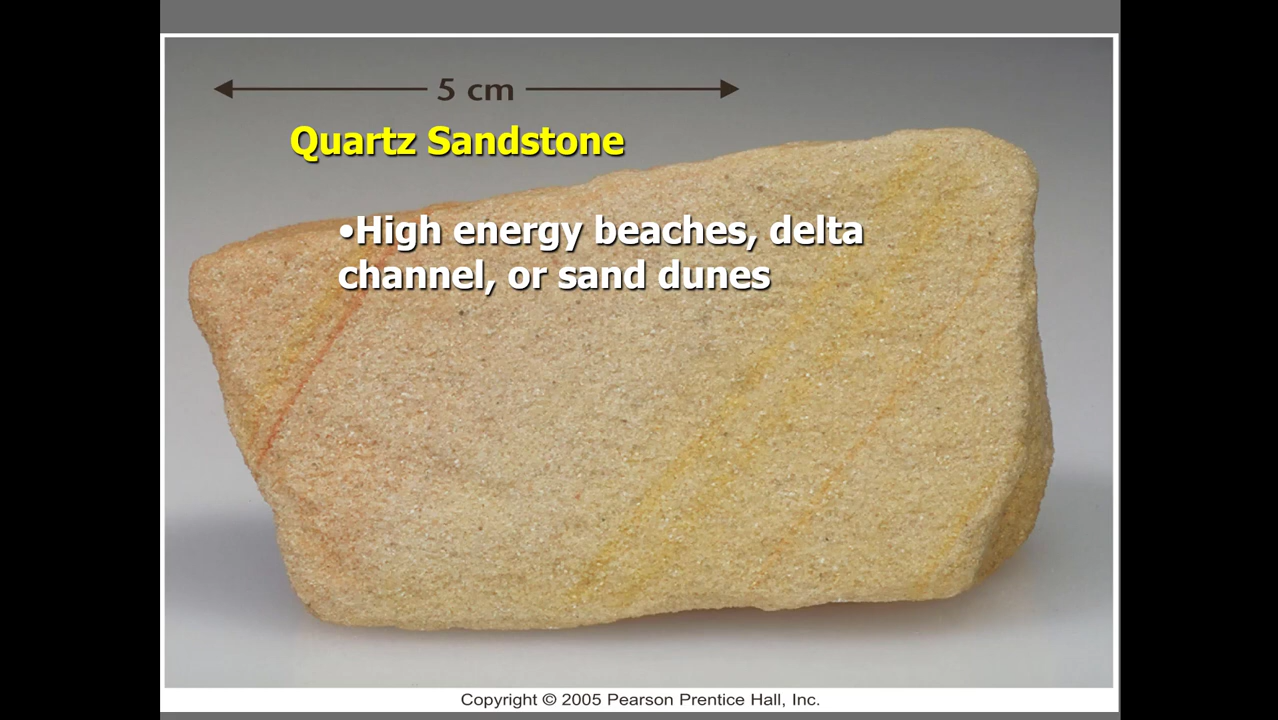 5 cm
Quartz Sandstone
•High energy beaches, delta
channel, or sand dunes
Copyright © 2005 Pearson Prentice Hall, Inc.